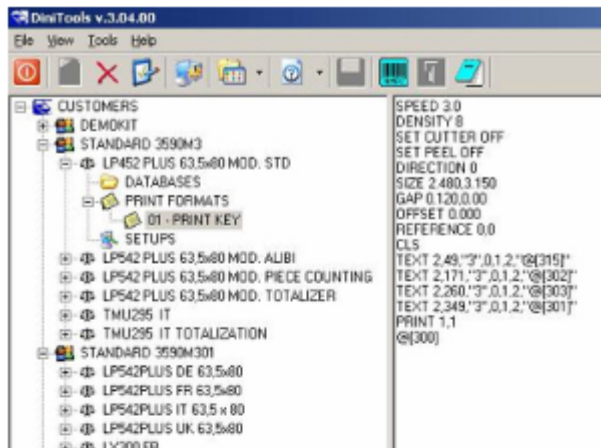 DiniTools v.3.04.00
File View Tools Help
CUSTOMERS
DEMOKIT
STANDARD 3590M3
LP452 PLUS 63,5x80 MOD. STD
DATABASES
PRINT FORMATS
01 - PRINT KEY
SETUPS
LP542 PLUS 63,5x80 MOD. ALIBI
LP542 PLUS 63,5x80 MOD. PIECE COUNTING
LP542 PLUS 63,5x80 MOD. TOTALIZER
TMU295 IT
TMU295 IT TOTALIZATION
STANDARD 3590M301
LP542PLUS DE 63,5x80
LP542PLUS FR 63,5x80
LP542PLUS IT 63,5 x 80
LP542PLUS UK 63,5x80
LX300 FR
SPEED 3.0
DENSITY 8
SET CUTTER OFF
SET PEEL OFF
DIRECTION 0
SIZE 2.480,3.150
GAP 0.120,0.00
OFFSET 0.000
REFERENCE 0,0
CLS
TEXT 2,49,"3",0,1,2,"@[315]"
TEXT 2,171,"3",0,1,2,"@[302]"
TEXT 2,260,"3",0,1,2,"@[303]"
TEXT 2,349,"3",0,1,2,"@[301]"
PRINT 1,1
@[300]